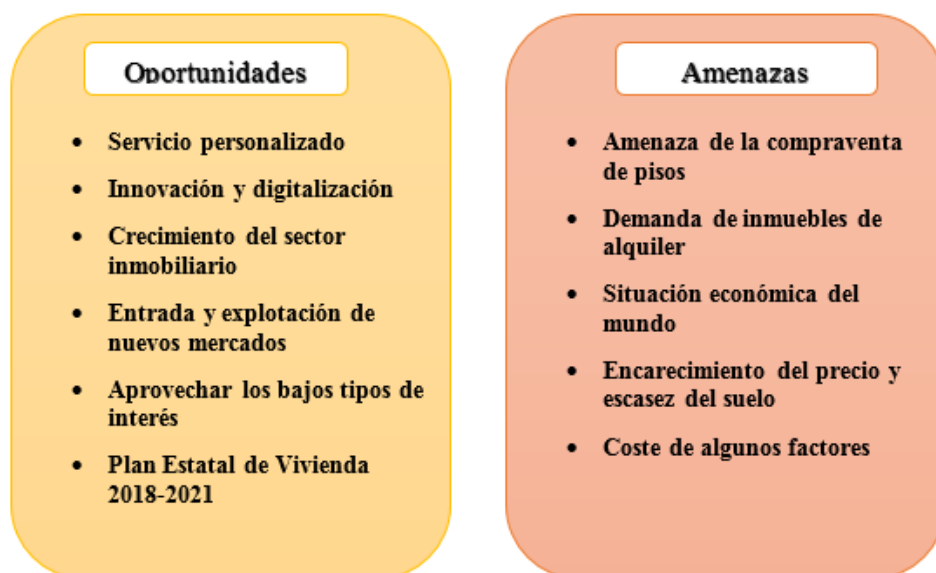 Oportunidades
• Servicio personalizado
• Innovación y digitalización
• Crecimiento del sector
inmobiliario
• Entrada y explotación de
nuevos mercados
• Aprovechar los bajos tipos de
interés
• Plan Estatal de Vivienda
2018-2021
Amenazas
• Amenaza de la compraventa
de pisos
• Demanda de inmuebles de
alquiler
• Situación económica del
mundo
• Encarecimiento del precio y
escasez del suelo
• Coste de algunos factores